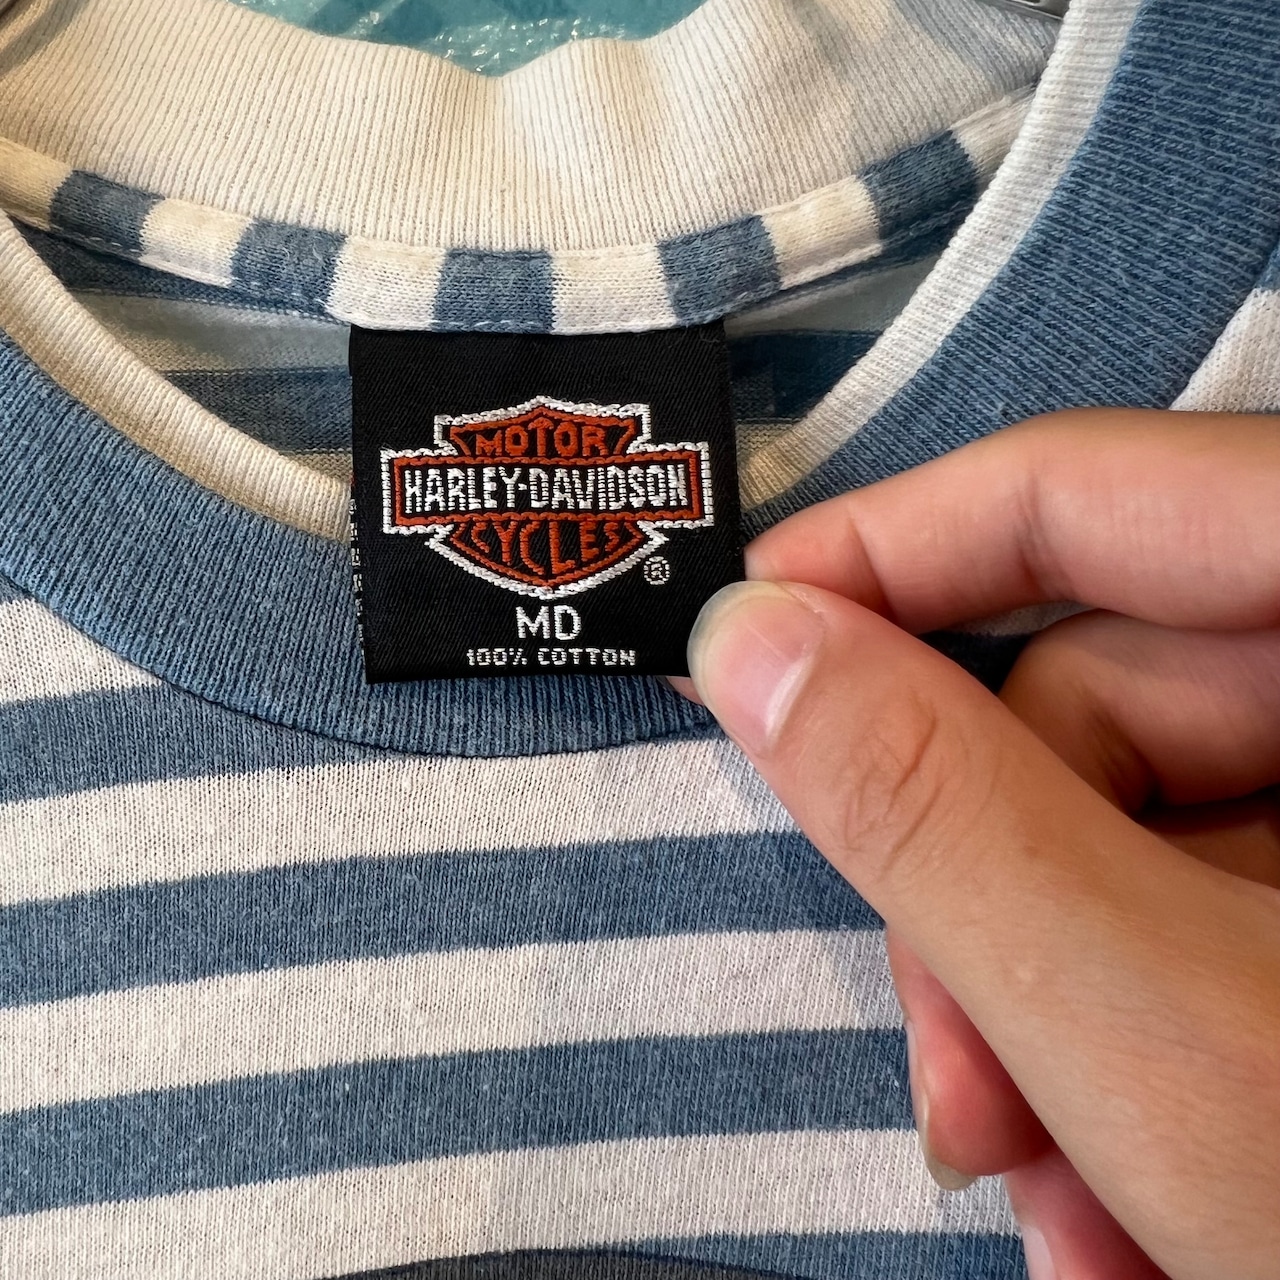 MOTOR
HARLEY-DAVIDSON
CYCLES
®
MD
100% COTTON